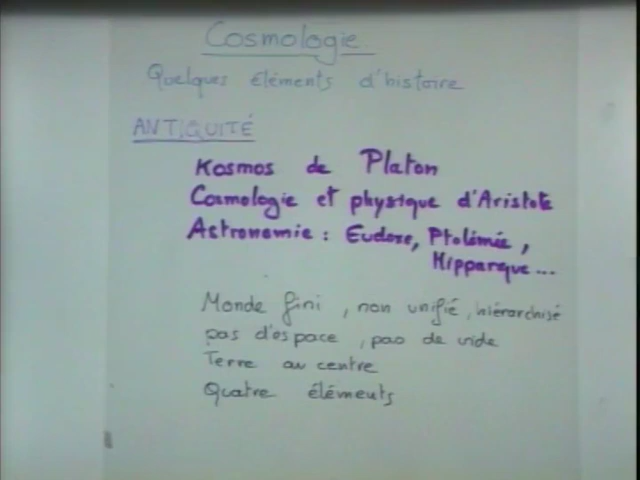 Cosmologie
Quelques éléments d'histoire
ANTIQUITÉ
Kosmos de Platon
Cosmologie et physique d'Aristote
Astronomie : Eudoxe, Ptolémée,
Hipparque...
Monde fini, non unifié, hiérarchisé
pas d'espace, pas de vide
Terre au centre
Quatre éléments